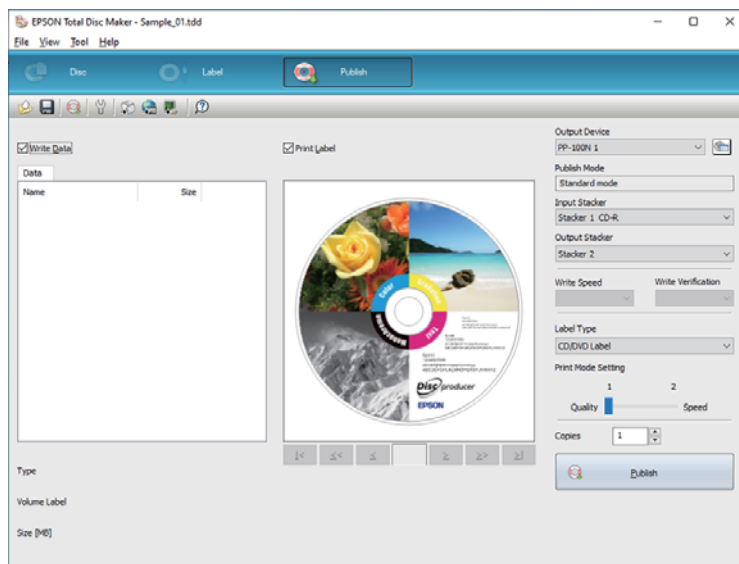 EPSON Total Disc Maker - Sample_01.tdd
File View Tool Help
Disc Label Publish
Write Data
Print Label
Data
Name Size
Color
Monochrome
Text
Disc producer
EPSON
Type
Volume Label
Size [MB]
Output Device
PP-100N 1
Publish Mode
Standard mode
Input Stacker
Stacker 1 CD-R
Output Stacker
Stacker 2
Write Speed Write Verification
Label Type
CD/DVD Label
Print Mode Setting
1 2
Quality Speed
Copies 1
Publish